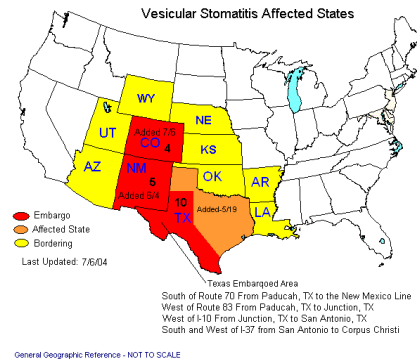 Vesicular Stomatitis Affected States
WY
NE
UT
Added 7/6
CO 4
KS
AZ
NM
5
Added 5/4
OK
AR
10
TX
Added-5/19
LA
Embargo
Affected State
Bordering
Last Updated: 7/6/04
Texas Embarqoed Area
South of Route 70 From Paducah, TX to the New Mexico Line
West of Route 83 From Paducah, TX to Junction, TX
West of I-10 From Junction, TX to San Antonio, TX
South and West of I-37 from San Antonio to Corpus Christi
General Geographic Reference - NOT TO SCALE